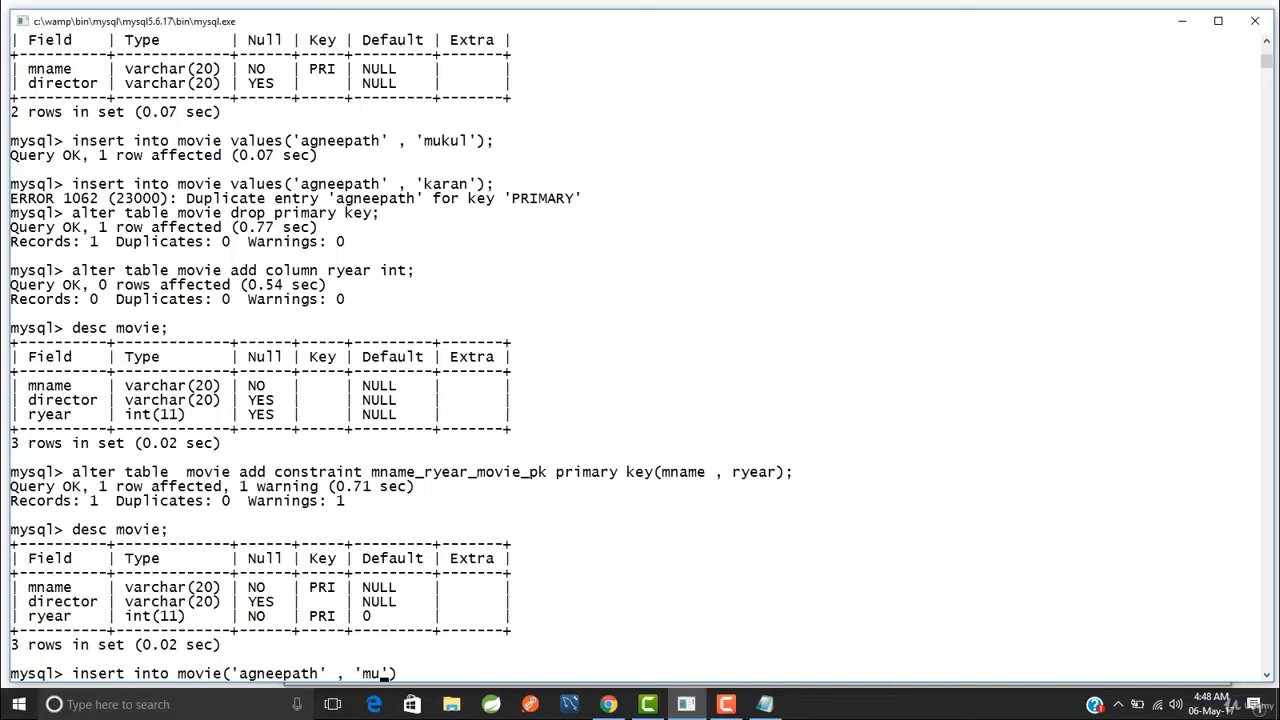 c:\wamp\bin\mysql\mysql5.6.17\bin\mysql.exe
| Field    | Type        | Null | Key | Default | Extra |
+----------+-------------+------+-----+---------+-------+
| mname    | varchar(20) | NO   | PRI | NULL    |       |
| director | varchar(20) | YES  |     | NULL    |       |
+----------+-------------+------+-----+---------+-------+
2 rows in set (0.07 sec)
mysql> insert into movie values('agneepath' , 'mukul');
Query OK, 1 row affected (0.07 sec)
mysql> insert into movie values('agneepath' , 'karan');
ERROR 1062 (23000): Duplicate entry 'agneepath' for key 'PRIMARY'
mysql> alter table movie drop primary key;
Query OK, 1 row affected (0.77 sec)
Records: 1  Duplicates: 0  Warnings: 0
mysql> alter table movie add column ryear int;
Query OK, 0 rows affected (0.54 sec)
Records: 0  Duplicates: 0  Warnings: 0
mysql> desc movie;
+----------+-------------+------+-----+---------+-------+
| Field    | Type        | Null | Key | Default | Extra |
+----------+-------------+------+-----+---------+-------+
| mname    | varchar(20) | NO   |     | NULL    |       |
| director | varchar(20) | YES  |     | NULL    |       |
| ryear    | int(11)     | YES  |     | NULL    |       |
+----------+-------------+------+-----+---------+-------+
3 rows in set (0.02 sec)
mysql> alter table  movie add constraint mname_ryear_movie_pk primary key(mname , ryear);
Query OK, 1 row affected, 1 warning (0.71 sec)
Records: 1  Duplicates: 0  Warnings: 1
mysql> desc movie;
+----------+-------------+------+-----+---------+-------+
| Field    | Type        | Null | Key | Default | Extra |
+----------+-------------+------+-----+---------+-------+
| mname    | varchar(20) | NO   | PRI | NULL    |       |
| director | varchar(20) | YES  |     | NULL    |       |
| ryear    | int(11)     | NO   | PRI | 0       |       |
+----------+-------------+------+-----+---------+-------+
3 rows in set (0.02 sec)
mysql> insert into movie('agneepath' , 'mu')
Type here to search
4:48 AM
06-May-1